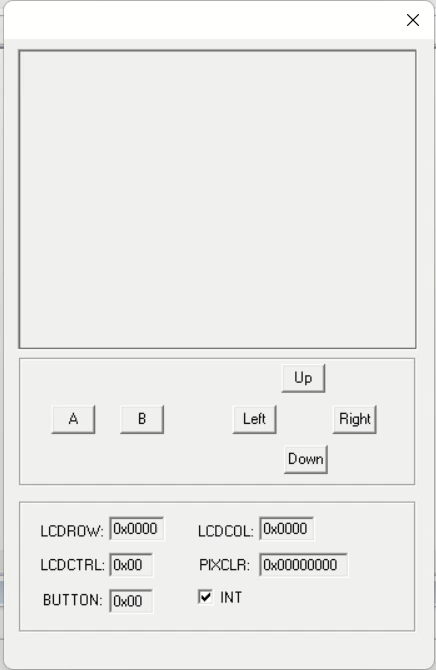 Up
A B Left Right
Down
LCDROW: 0x0000 LCDCOL: 0x0000
LCDCTRL: 0x00 PIXCLR: 0x00000000
BUTTON: 0x00 INT